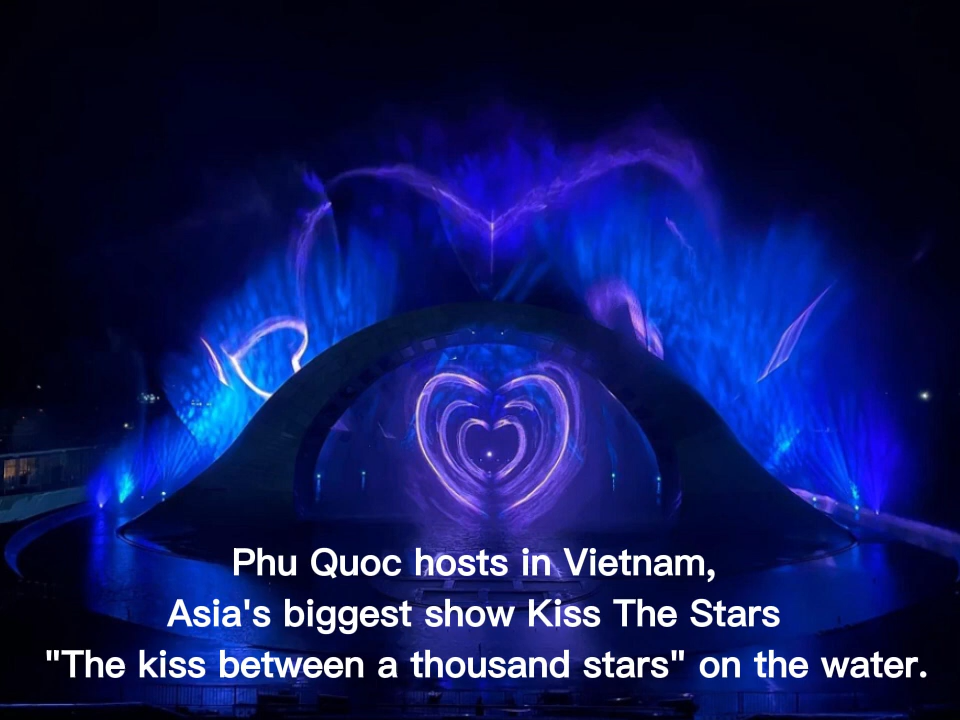 Phu Quoc hosts in Vietnam,
Asia's biggest show Kiss The Stars
"The kiss between a thousand stars" on the water.